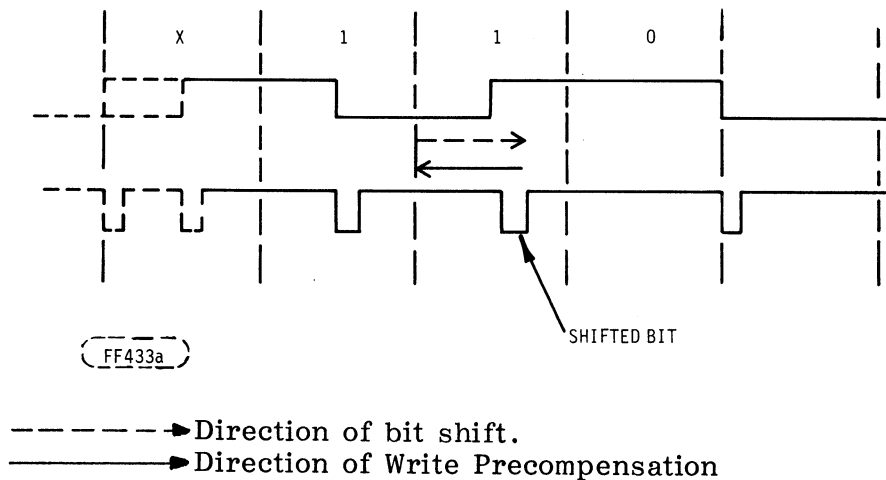 X 1 1 0
SHIFTED BIT
FF433a
Direction of bit shift.
Direction of Write Precompensation